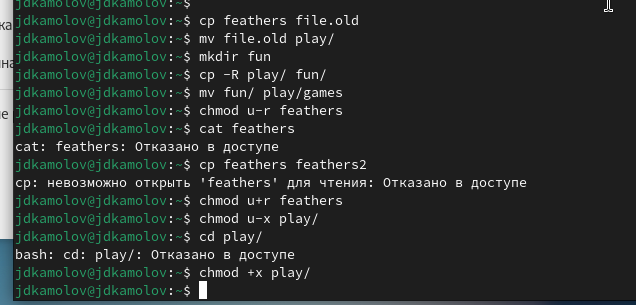 jdkamolov@jdkamolov:~$
jdkamolov@jdkamolov:~$ cp feathers file.old
jdkamolov@jdkamolov:~$ mv file.old play/
jdkamolov@jdkamolov:~$ mkdir fun
jdkamolov@jdkamolov:~$ cp -R play/ fun/
jdkamolov@jdkamolov:~$ mv fun/ play/games
jdkamolov@jdkamolov:~$ chmod u-r feathers
jdkamolov@jdkamolov:~$ cat feathers
cat: feathers: Отказано в доступе
jdkamolov@jdkamolov:~$ cp feathers feathers2
cp: невозможно открыть 'feathers' для чтения: Отказано в доступе
jdkamolov@jdkamolov:~$ chmod u+r feathers
jdkamolov@jdkamolov:~$ chmod u-x play/
jdkamolov@jdkamolov:~$ cd play/
bash: cd: play/: Отказано в доступе
jdkamolov@jdkamolov:~$ chmod +x play/
jdkamolov@jdkamolov:~$